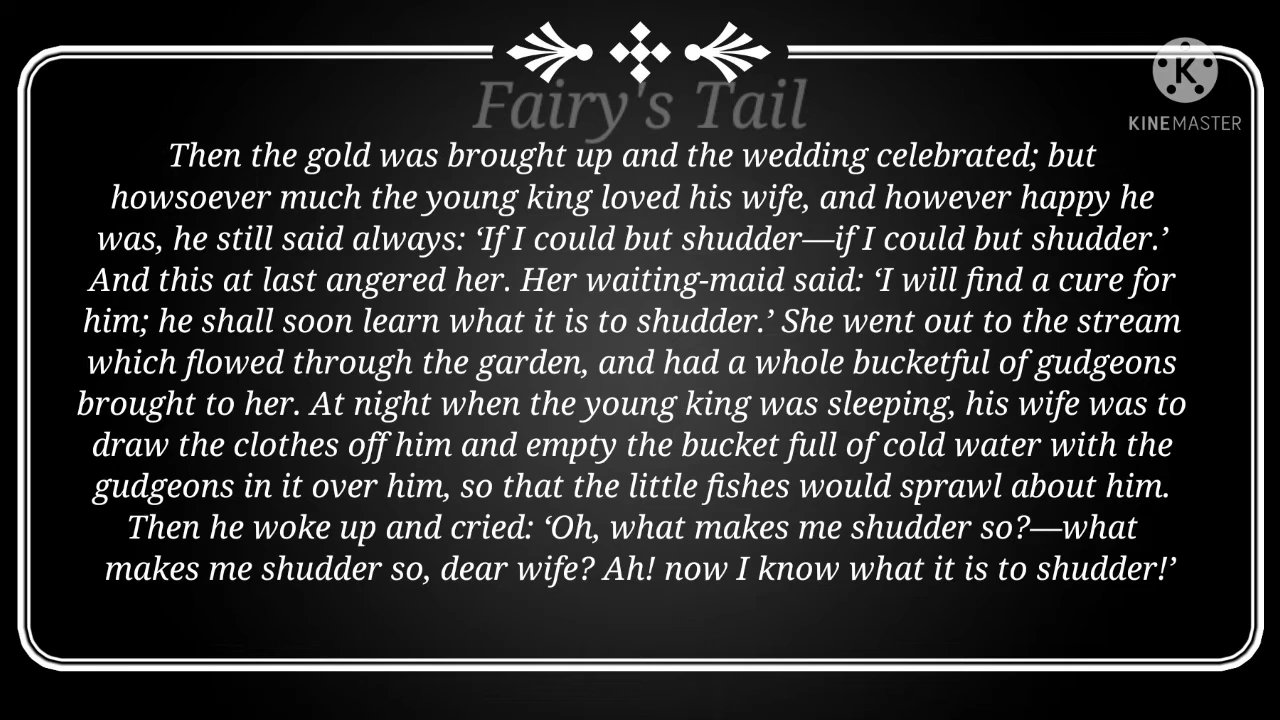 Fairy's Tail
KINEMASTER
Then the gold was brought up and the wedding celebrated; but
howsoever much the young king loved his wife, and however happy he
was, he still said always: ‘If I could but shudder—if I could but shudder.’
And this at last angered her. Her waiting-maid said: ‘I will find a cure for
him; he shall soon learn what it is to shudder.’ She went out to the stream
which flowed through the garden, and had a whole bucketful of gudgeons
brought to her. At night when the young king was sleeping, his wife was to
draw the clothes off him and empty the bucket full of cold water with the
gudgeons in it over him, so that the little fishes would sprawl about him.
Then he woke up and cried: ‘Oh, what makes me shudder so?—what
makes me shudder so, dear wife? Ah! now I know what it is to shudder!’